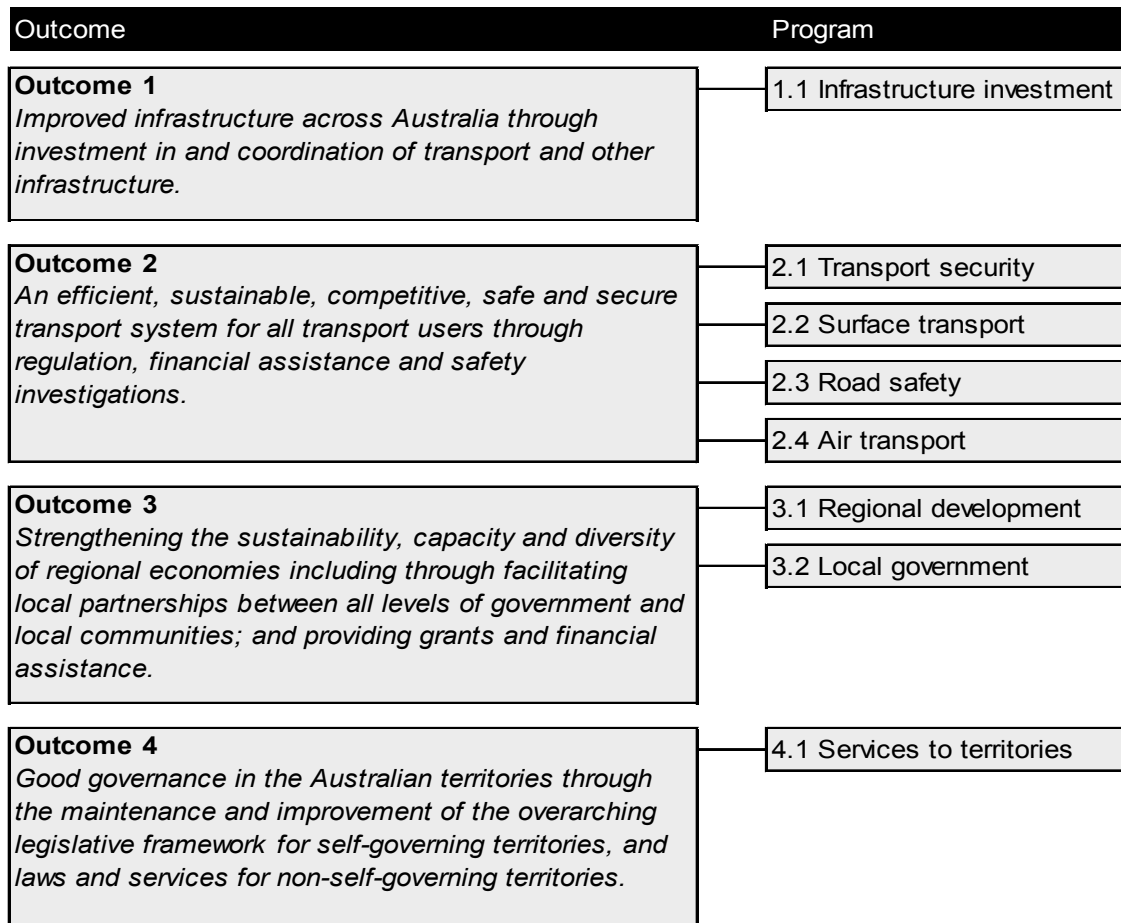 Outcome Program
Outcome 1
Improved infrastructure across Australia through
investment in and coordination of transport and other
infrastructure.
1.1 Infrastructure investment
Outcome 2
An efficient, sustainable, competitive, safe and secure
transport system for all transport users through
regulation, financial assistance and safety
investigations.
2.1 Transport security
2.2 Surface transport
2.3 Road safety
2.4 Air transport
Outcome 3
Strengthening the sustainability, capacity and diversity
of regional economies including through facilitating
local partnerships between all levels of government and
local communities; and providing grants and financial
assistance.
3.1 Regional development
3.2 Local government
Outcome 4
Good governance in the Australian territories through
the maintenance and improvement of the overarching
legislative framework for self-governing territories, and
laws and services for non-self-governing territories.
4.1 Services to territories